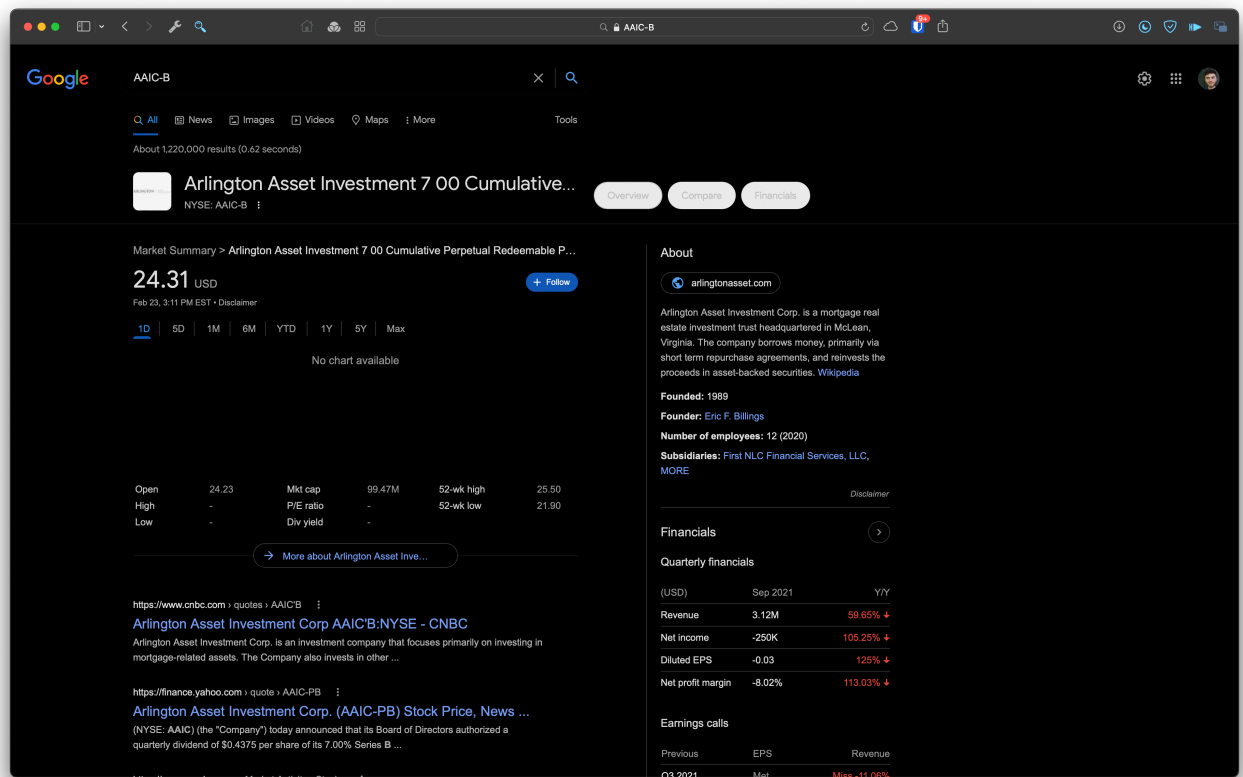 AAIC-B
9+
Google
AAIC-B
All News Images Videos Maps More Tools
About 1,220,000 results (0.62 seconds)
Arlington Asset Investment 7 00 Cumulative...
NYSE: AAIC-B
Overview Compare Financials
Market Summary > Arlington Asset Investment 7 00 Cumulative Perpetual Redeemable P...
24.31 USD
+ Follow
Feb 23, 3:11 PM EST • Disclaimer
1D 5D 1M 6M YTD 1Y 5Y Max
No chart available
Open 24.23 Mkt cap 99.47M 52-wk high 25.50
High - P/E ratio - 52-wk low 21.90
Low - Div yield -
More about Arlington Asset Inve...
https://www.cnbc.com › quotes › AAIC'B
Arlington Asset Investment Corp AAIC'B:NYSE - CNBC
Arlington Asset Investment Corp. is an investment company that focuses primarily on investing in
mortgage-related assets. The Company also invests in other ...
https://finance.yahoo.com › quote › AAIC-PB
Arlington Asset Investment Corp. (AAIC-PB) Stock Price, News ...
(NYSE: AAIC) (the "Company") today announced that its Board of Directors authorized a
quarterly dividend of $0.4375 per share of its 7.00% Series B ...
About
arlingtonasset.com
Arlington Asset Investment Corp. is a mortgage real
estate investment trust headquartered in McLean,
Virginia. The company borrows money, primarily via
short term repurchase agreements, and reinvests the
proceeds in asset-backed securities. Wikipedia
Founded: 1989
Founder: Eric F. Billings
Number of employees: 12 (2020)
Subsidiaries: First NLC Financial Services, LLC,
MORE
Disclaimer
Financials
Quarterly financials
(USD) Sep 2021 Y/Y
Revenue 3.12M 59.65% ↓
Net income -250K 105.25% ↓
Diluted EPS -0.03 125% ↓
Net profit margin -8.02% 113.03% ↓
Earnings calls
Previous EPS Revenue
Q3 2021 Met Miss -11.06%